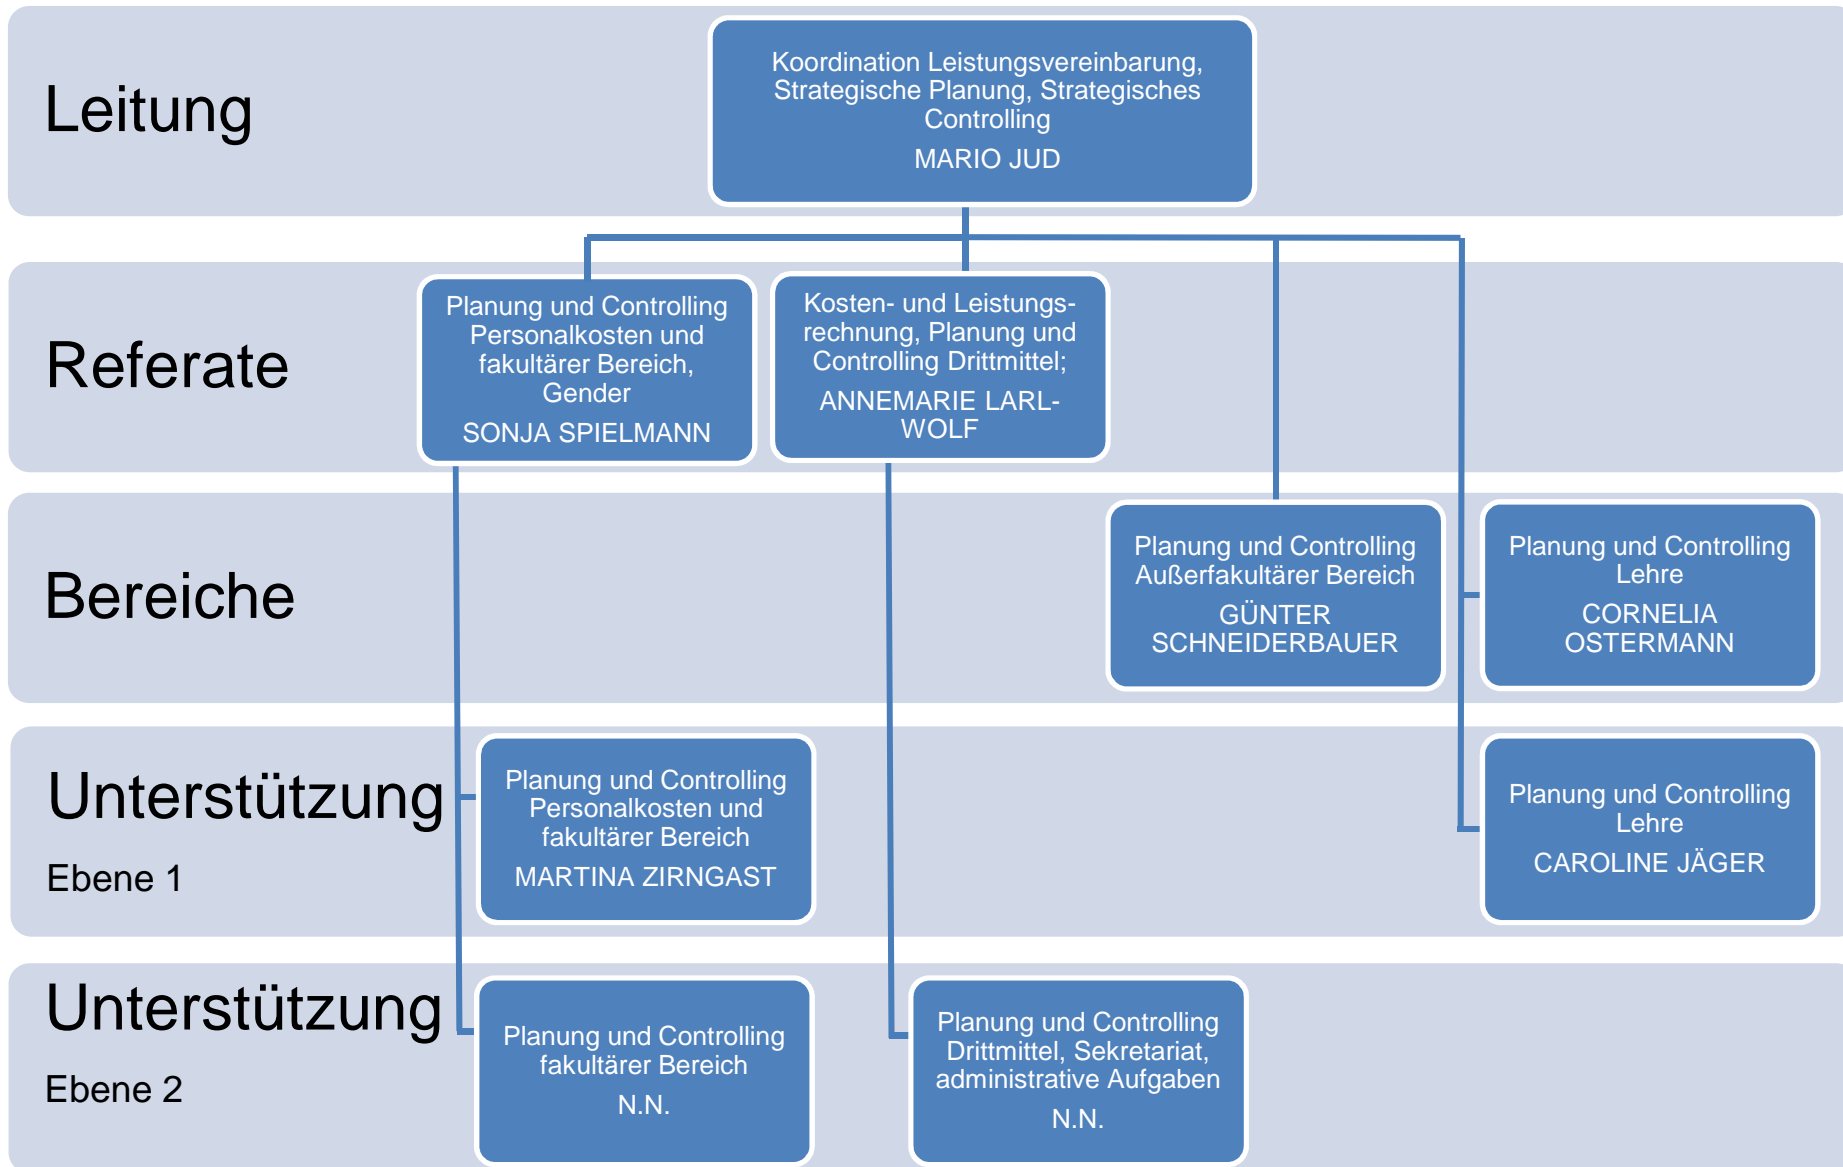 Leitung
Koordination Leistungsvereinbarung,
Strategische Planung, Strategisches
Controlling
MARIO JUD
Referate
Planung und Controlling
Personalkosten und
fakultärer Bereich,
Gender
SONJA SPIELMANN
Kosten- und Leistungs-
rechnung, Planung und
Controlling Drittmittel;
ANNEMARIE LARL-
WOLF
Bereiche
Planung und Controlling
Außerfakultärer Bereich
GÜNTER
SCHNEIDERBAUER
Planung und Controlling
Lehre
CORNELIA
OSTERMANN
Unterstützung
Ebene 1
Planung und Controlling
Personalkosten und
fakultärer Bereich
MARTINA ZIRNGAST
Planung und Controlling
Lehre
CAROLINE JÄGER
Unterstützung
Ebene 2
Planung und Controlling
fakultärer Bereich
N.N.
Planung und Controlling
Drittmittel, Sekretariat,
administrative Aufgaben
N.N.